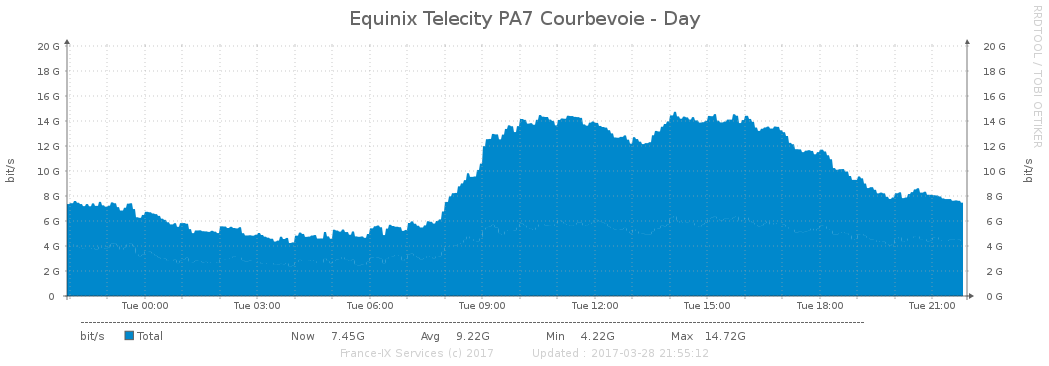 Equinix Telecity PA7 Courbevoie - Day
RRDTOOL / TOBI OETIKER
bit/s
20 G 20 G
18 G 18 G
16 G 16 G
14 G 14 G
12 G 12 G
10 G 10 G
8 G 8 G
6 G 6 G
4 G 4 G
2 G 2 G
0 0 G
bit/s
Tue 00:00 Tue 03:00 Tue 06:00 Tue 09:00 Tue 12:00 Tue 15:00 Tue 18:00 Tue 21:00
bit/s Total Now 7.45G Avg 9.22G Min 4.22G Max 14.72G
France-IX Services (c) 2017 Updated : 2017-03-28 21:55:12